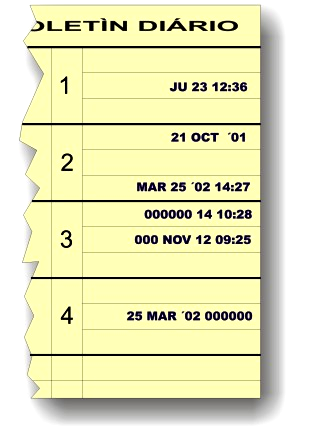 OLETÌN DIÁRIO
1
JU 23 12:36
21 OCT ´01
2
MAR 25 ´02 14:27
000000 14 10:28
3
000 NOV 12 09:25
4
25 MAR ´02 000000